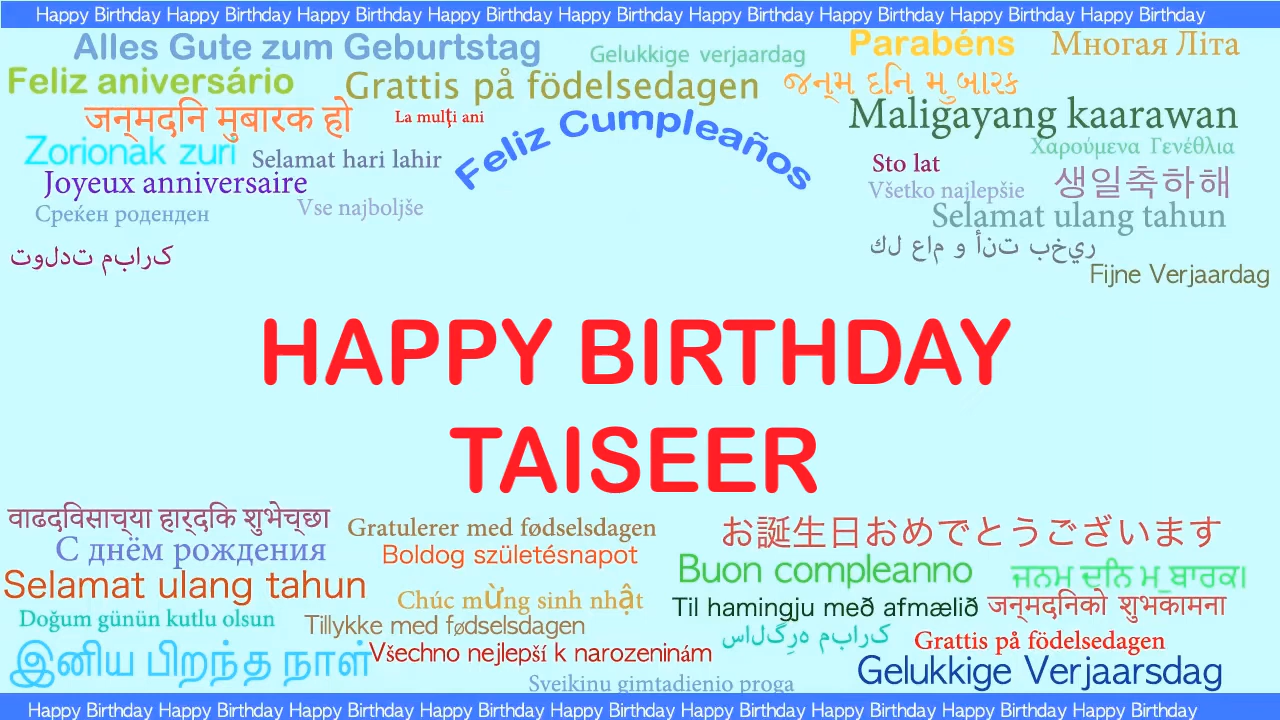 Happy Birthday Happy Birthday Happy Birthday Happy Birthday Happy Birthday Happy Birthday Happy Birthday Happy Birthday Happy Birthday
Alles Gute zum Geburtstag
Gelukkige verjaardag
Parabéns
Многая Літа
Feliz aniversário
Grattis på födelsedagen
જન્મ દિન મુબારક
जन्मदिन मुबारक हो
La mulţi ani
Feliz Cumpleaños
Maligayang kaarawan
Zorionak zuri
Selamat hari lahir
Χαρούμενα Γενέθλια
Sto lat
Joyeux anniversaire
Všetko najlepšie
생일축하해
Среќен роденден
Vse najboljše
Selamat ulang tahun
تولدت مبارک
كل عام و أنت بخير
Fijne Verjaardag
HAPPY BIRTHDAY
TAISEER
वाढदिवसाच्या हार्दिक शुभेच्छा
Gratulerer med fødselsdagen
お誕生日おめでとうございます
С днём рождения
Boldog születésnapot
Buon compleanno
ਜਨਮ ਦਿਨ ਮੁਬਾਰਕ।
Selamat ulang tahun
Chúc mừng sinh nhật
Til hamingju með afmælið
जन्मदिनको शुभकामना
Doğum günün kutlu olsun
Tillykke med fødselsdagen
سالگرہ مبارک
Grattis på födelsedagen
இனிய பிறந்த நாள்
Všechno nejlepší k narozeninám
Gelukkige Verjaarsdag
Sveikinu gimtadienio proga
Happy Birthday Happy Birthday Happy Birthday Happy Birthday Happy Birthday Happy Birthday Happy Birthday Happy Birthday Happy Birthday